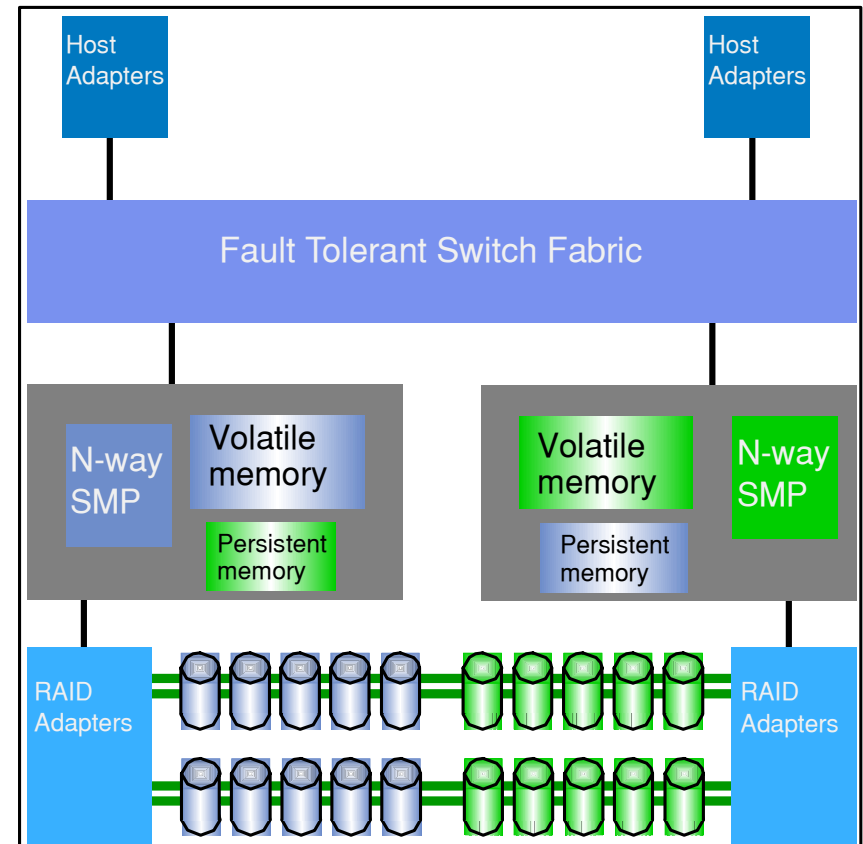 Host
Adapters
Host
Adapters
Fault Tolerant Switch Fabric
N-way
SMP
Volatile
memory
Persistent
memory
Volatile
memory
N-way
SMP
Persistent
memory
RAID
Adapters
RAID
Adapters